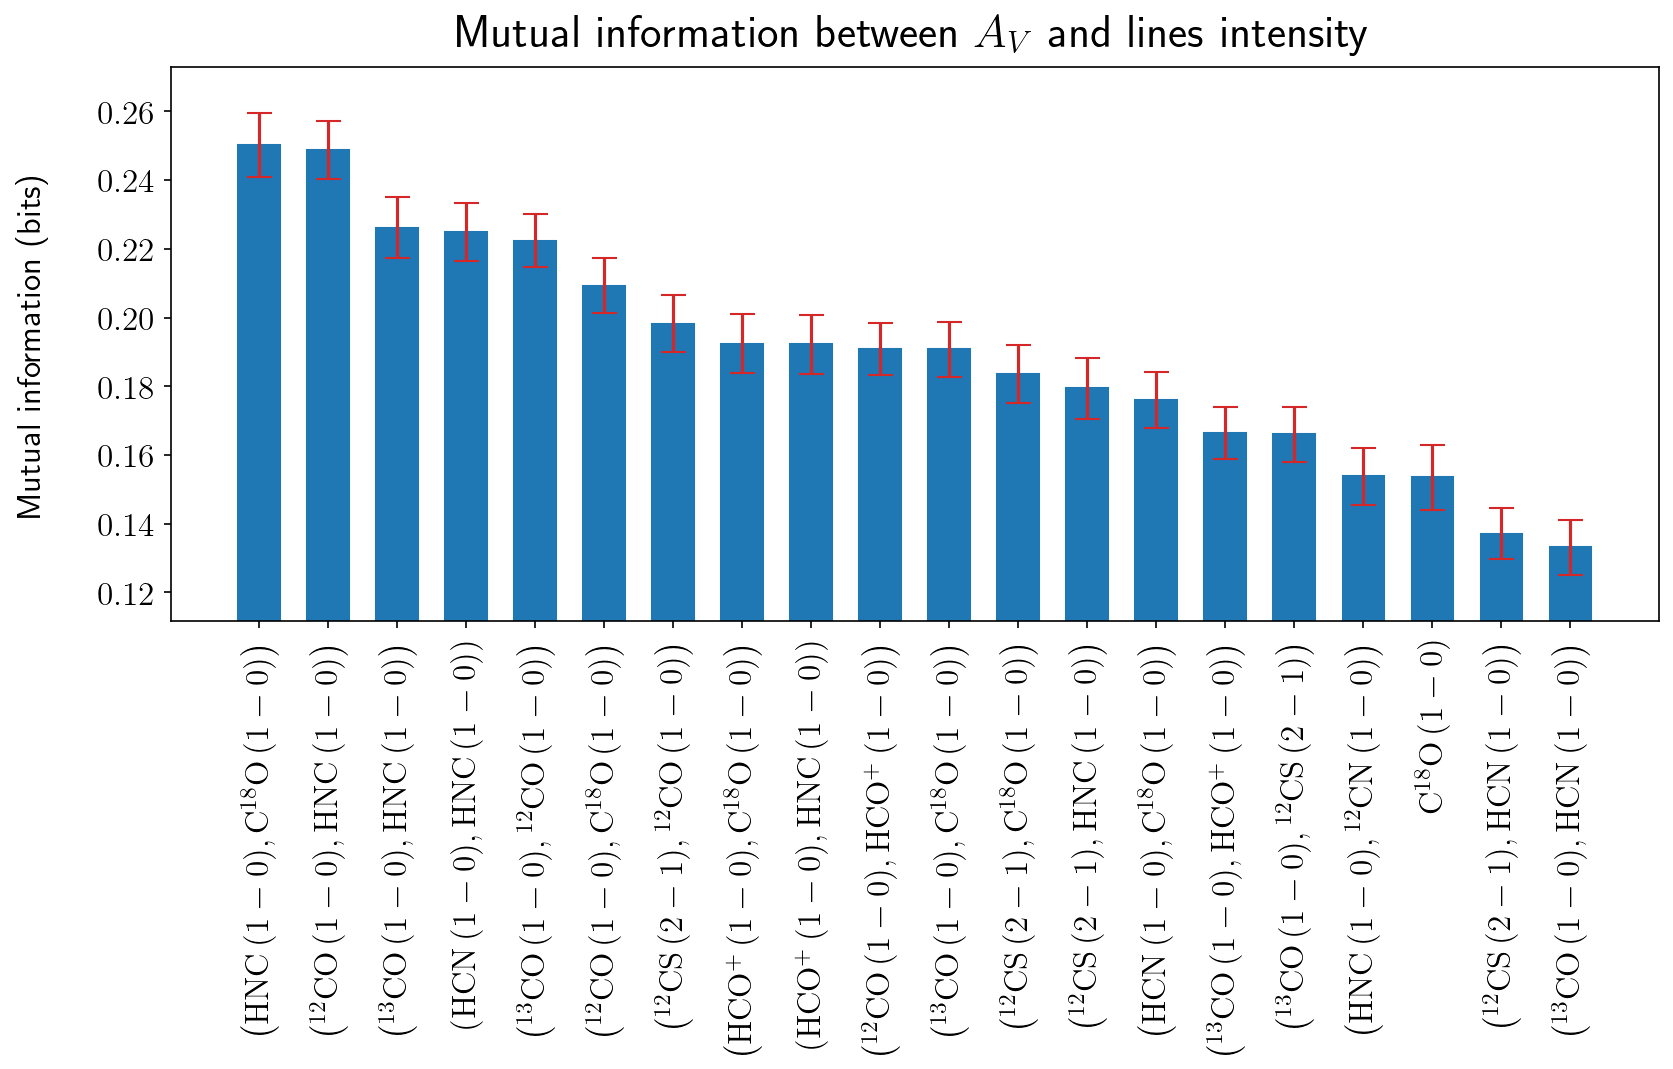 Mutual information between A_V and lines intensity
Mutual information (bits)
0.26
0.24
0.22
0.20
0.18
0.16
0.14
0.12
(HNC (1 − 0), C¹⁸O (1 − 0))
(¹²CO (1 − 0), HNC (1 − 0))
(¹³CO (1 − 0), HNC (1 − 0))
(HCN (1 − 0), HNC (1 − 0))
(¹³CO (1 − 0), ¹²CO (1 − 0))
(¹²CO (1 − 0), C¹⁸O (1 − 0))
(¹²CS (2 − 1), ¹²CO (1 − 0))
(HCO⁺ (1 − 0), C¹⁸O (1 − 0))
(HCO⁺ (1 − 0), HNC (1 − 0))
(¹²CO (1 − 0), HCO⁺ (1 − 0))
(¹³CO (1 − 0), C¹⁸O (1 − 0))
(¹²CS (2 − 1), C¹⁸O (1 − 0))
(¹²CS (2 − 1), HNC (1 − 0))
(HCN (1 − 0), C¹⁸O (1 − 0))
(¹³CO (1 − 0), HCO⁺ (1 − 0))
(¹³CO (1 − 0), ¹²CS (2 − 1))
(HNC (1 − 0), ¹²CN (1 − 0))
C¹⁸O (1 − 0)
(¹²CS (2 − 1), HCN (1 − 0))
(¹³CO (1 − 0), HCN (1 − 0))